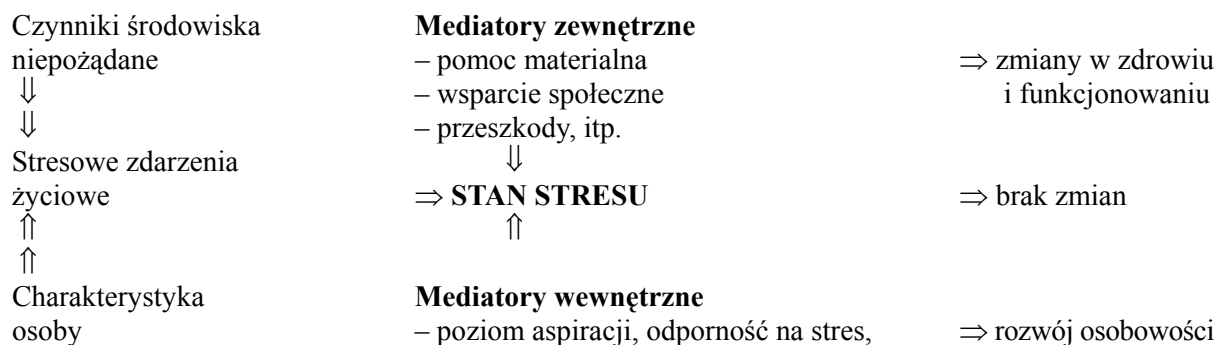 Czynniki środowiska Mediatory zewnętrzne
niepożądane – pomoc materialna ⇒ zmiany w zdrowiu
⇓ – wsparcie społeczne i funkcjonowaniu
⇓ – przeszkody, itp.
⇓
Stresowe zdarzenia
życiowe ⇒ STAN STRESU ⇒ brak zmian
⇑ ⇑
⇑
Charakterystyka Mediatory wewnętrzne
osoby – poziom aspiracji, odporność na stres, ⇒ rozwój osobowości